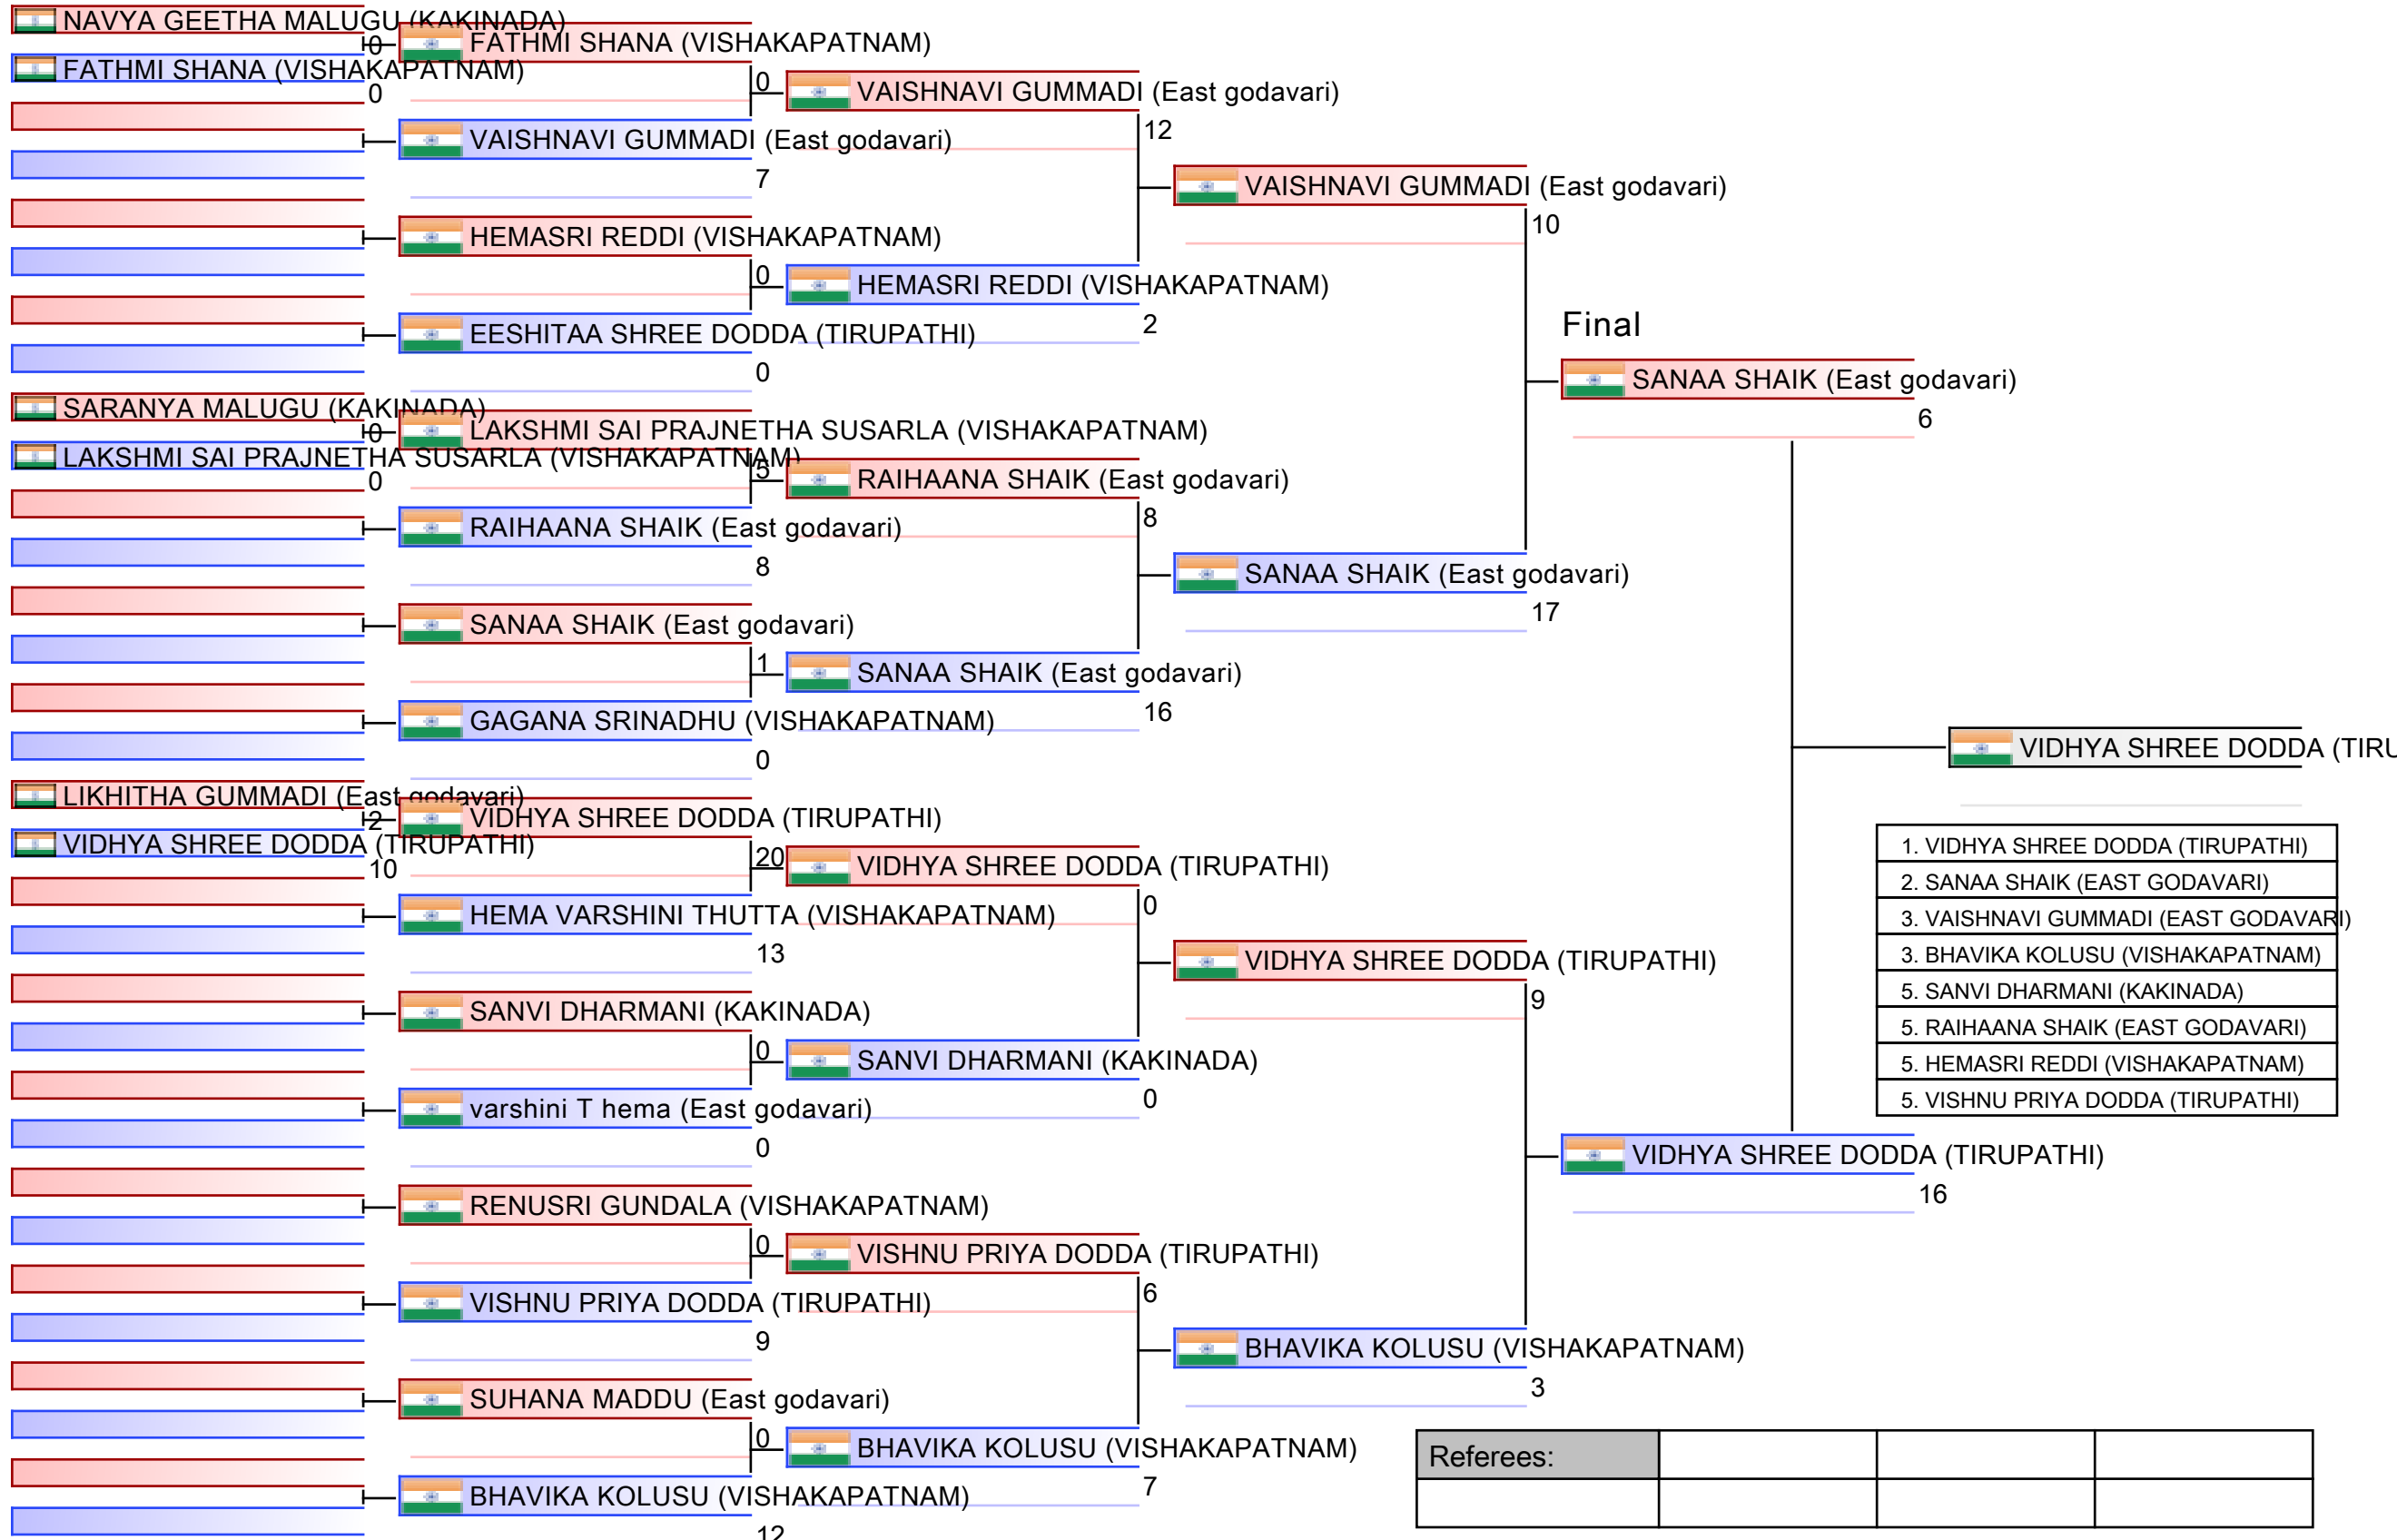 NAVYA GEETHA MALUGU (KAKINADA)
0
FATHMI SHANA (VISHAKAPATNAM)
0
SARANYA MALUGU (KAKINADA)
0
LAKSHMI SAI PRAJNETHA SUSARLA (VISHAKAPATNAM)
0
LIKHITHA GUMMADI (East godavari)
2
VIDHYA SHREE DODDA (TIRUPATHI)
10
FATHMI SHANA (VISHAKAPATNAM)
0
VAISHNAVI GUMMADI (East godavari)
7
HEMASRI REDDI (VISHAKAPATNAM)
0
EESHITAA SHREE DODDA (TIRUPATHI)
0
LAKSHMI SAI PRAJNETHA SUSARLA (VISHAKAPATNAM)
5
RAIHAANA SHAIK (East godavari)
8
SANAA SHAIK (East godavari)
1
GAGANA SRINADHU (VISHAKAPATNAM)
0
VIDHYA SHREE DODDA (TIRUPATHI)
20
HEMA VARSHINI THUTTA (VISHAKAPATNAM)
13
SANVI DHARMANI (KAKINADA)
0
varshini T hema (East godavari)
0
RENUSRI GUNDALA (VISHAKAPATNAM)
0
VISHNU PRIYA DODDA (TIRUPATHI)
9
SUHANA MADDU (East godavari)
0
BHAVIKA KOLUSU (VISHAKAPATNAM)
12
VAISHNAVI GUMMADI (East godavari)
12
HEMASRI REDDI (VISHAKAPATNAM)
2
RAIHAANA SHAIK (East godavari)
8
SANAA SHAIK (East godavari)
16
VIDHYA SHREE DODDA (TIRUPATHI)
0
SANVI DHARMANI (KAKINADA)
0
VISHNU PRIYA DODDA (TIRUPATHI)
6
BHAVIKA KOLUSU (VISHAKAPATNAM)
7
VAISHNAVI GUMMADI (East godavari)
10
SANAA SHAIK (East godavari)
17
VIDHYA SHREE DODDA (TIRUPATHI)
9
BHAVIKA KOLUSU (VISHAKAPATNAM)
3
Final
SANAA SHAIK (East godavari)
6
VIDHYA SHREE DODDA (TIRUPATHI)
16
VIDHYA SHREE DODDA (TIRU
1. VIDHYA SHREE DODDA (TIRUPATHI)
2. SANAA SHAIK (EAST GODAVARI)
3. VAISHNAVI GUMMADI (EAST GODAVARI)
3. BHAVIKA KOLUSU (VISHAKAPATNAM)
5. SANVI DHARMANI (KAKINADA)
5. RAIHAANA SHAIK (EAST GODAVARI)
5. HEMASRI REDDI (VISHAKAPATNAM)
5. VISHNU PRIYA DODDA (TIRUPATHI)
Referees: